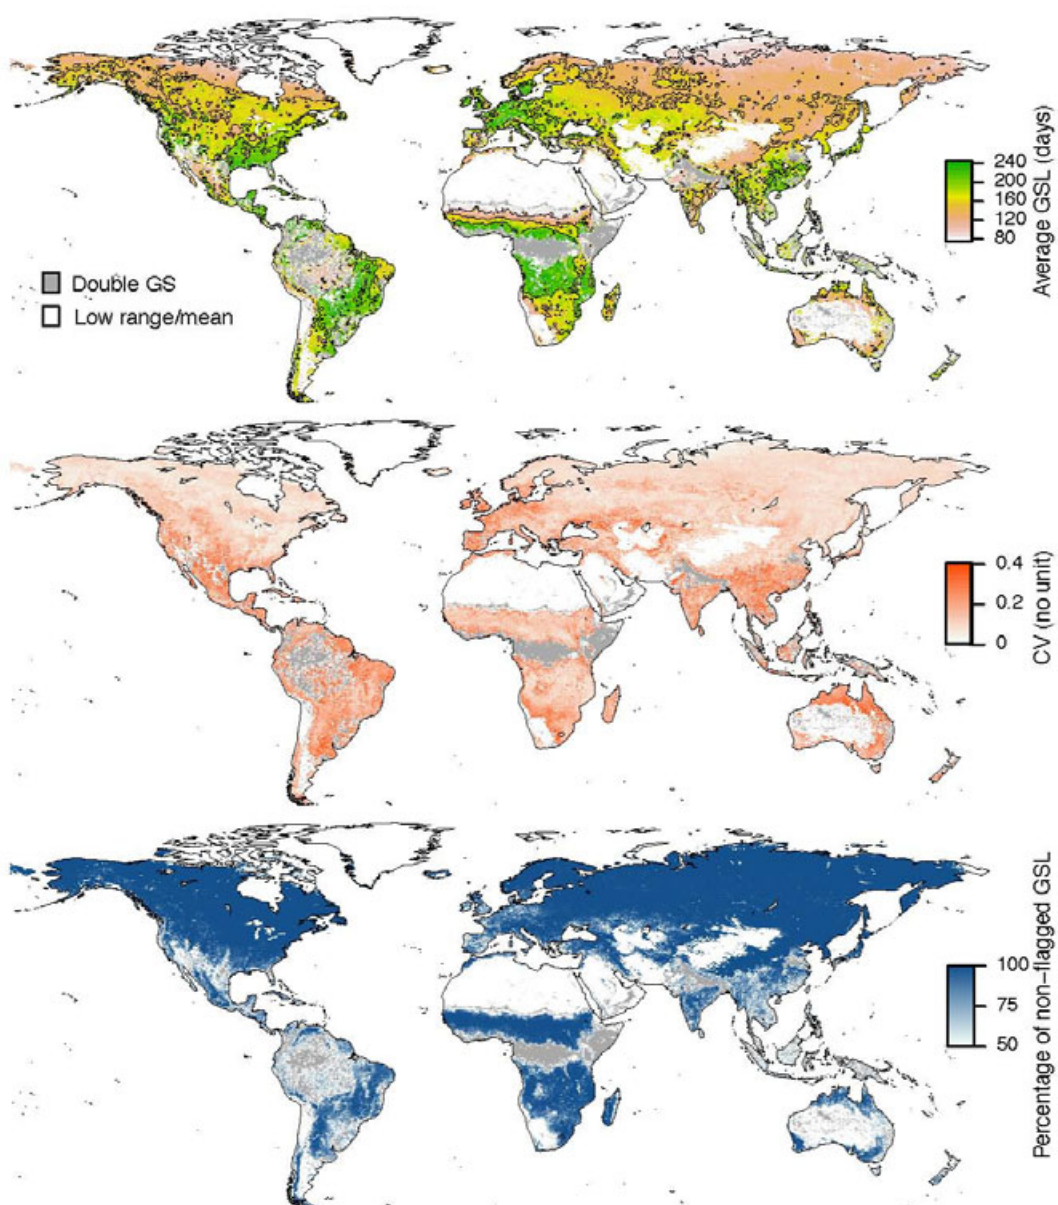 240
200
160
120
80
Average GSL (days)
Double GS
Low range/mean
0.4
0.2
0
CV (no unit)
100
75
50
Percentage of non-flagged GSL